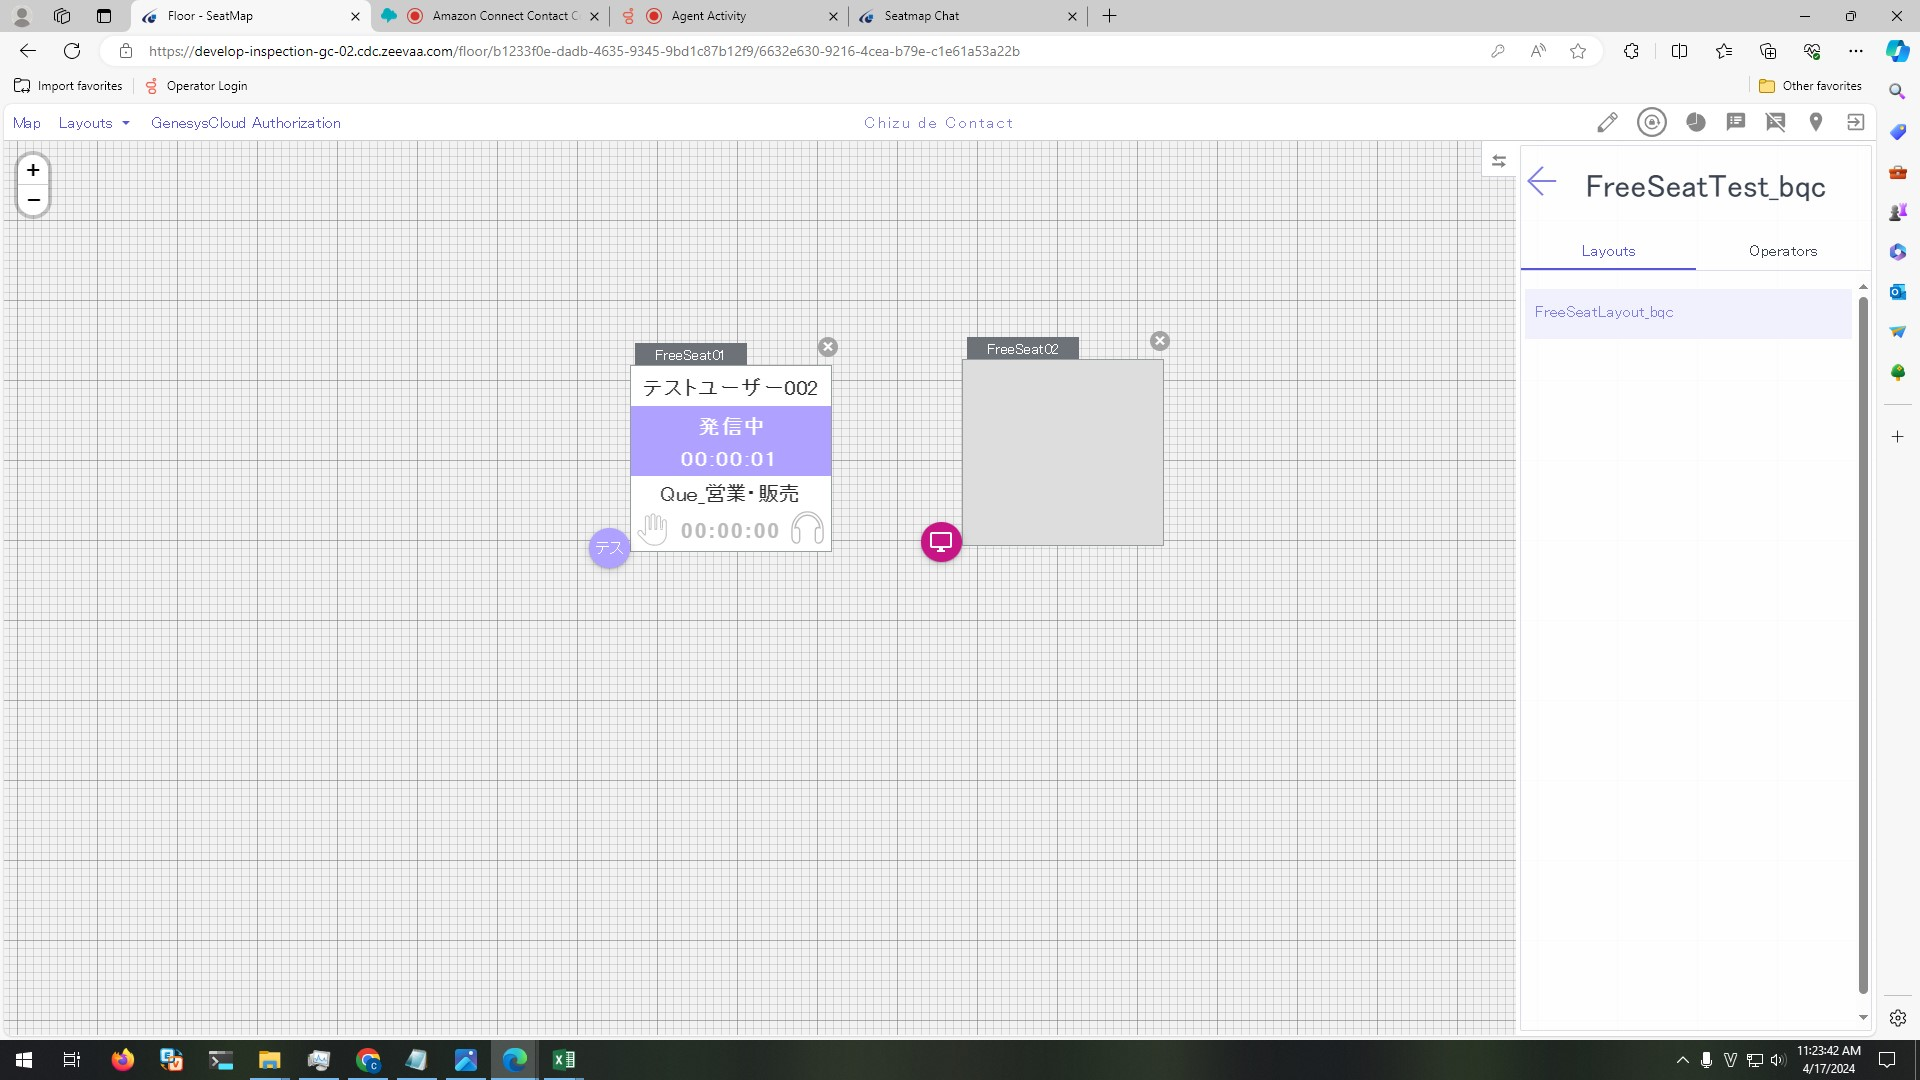 Floor - SeatMap
Amazon Connect Contact C
Agent Activity
Seatmap Chat
https://develop-inspection-gc-02.cdc.zeevaa.com/floor/b1233f0e-dadb-4635-9345-9bd1c87b12f9/6632e630-9216-4cea-b79e-c1e61a53a22b
Import favorites
Operator Login
Other favorites
Map
Layouts
GenesysCloud Authorization
Chizu de Contact
+
−
FreeSeatTest_bqc
Layouts
Operators
FreeSeatLayout_bqc
FreeSeat01
テストユーザー002
発信中
00:00:01
Que_営業・販売
00:00:00
テス
FreeSeat02
11:23:42 AM
4/17/2024